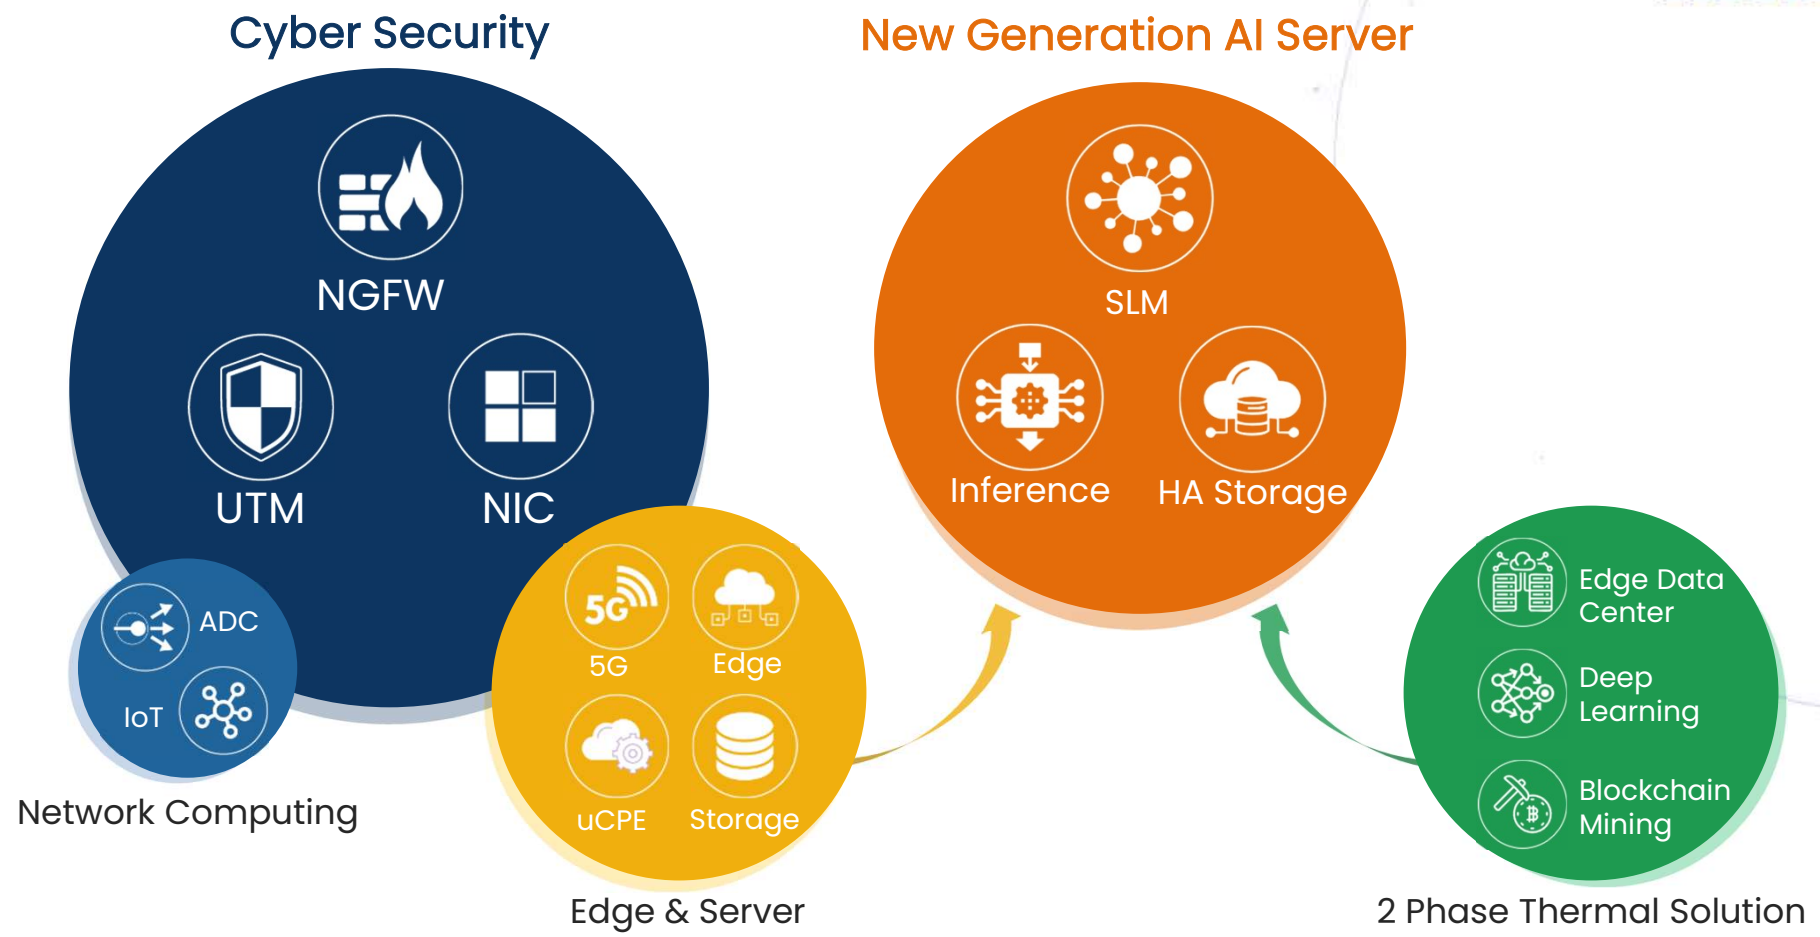 Cyber Security
NGFW
UTM
NIC
ADC
IoT
Network Computing
5G
5G
Edge
uCPE
Storage
Edge & Server
New Generation AI Server
SLM
Inference
HA Storage
Edge Data
Center
Deep
Learning
Blockchain
Mining
2 Phase Thermal Solution